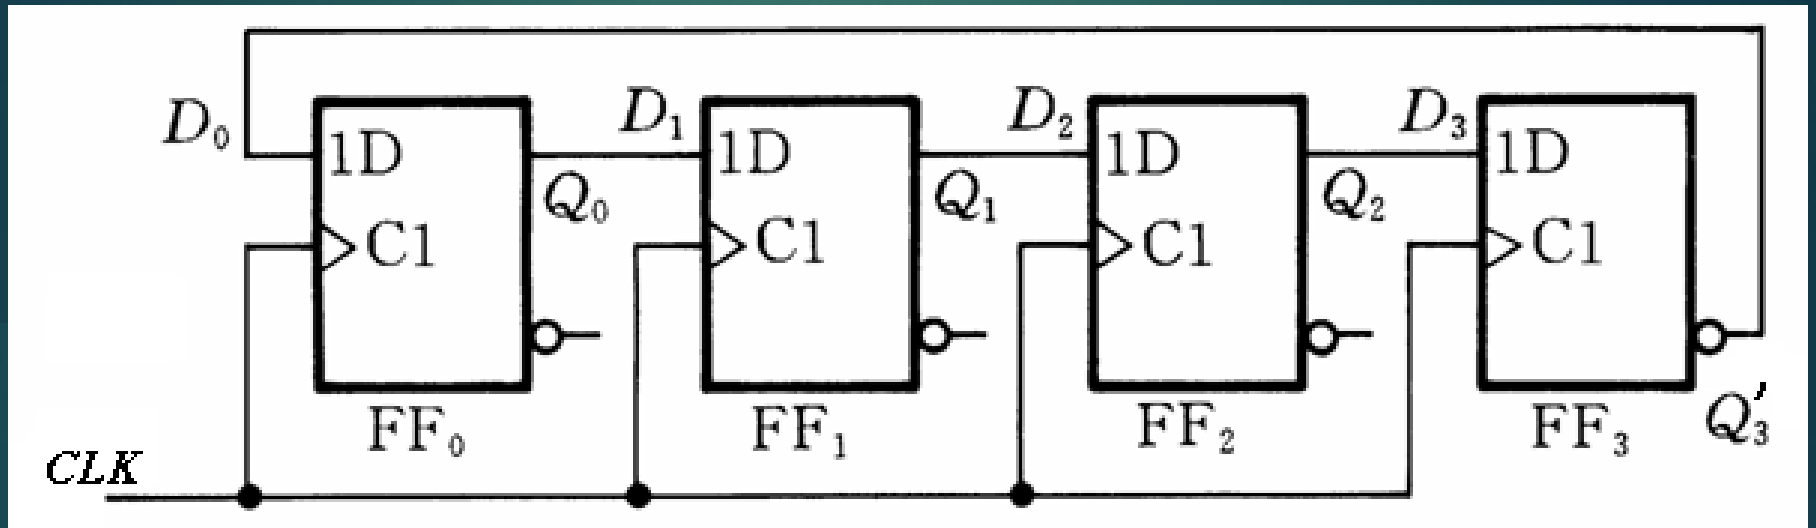 D₀ 1D D₁ 1D D₂ 1D D₃ 1D
Q₀ Q₁ Q₂
C1 C1 C1 C1
FF₀ FF₁ FF₂ FF₃ Q₃′
CLK